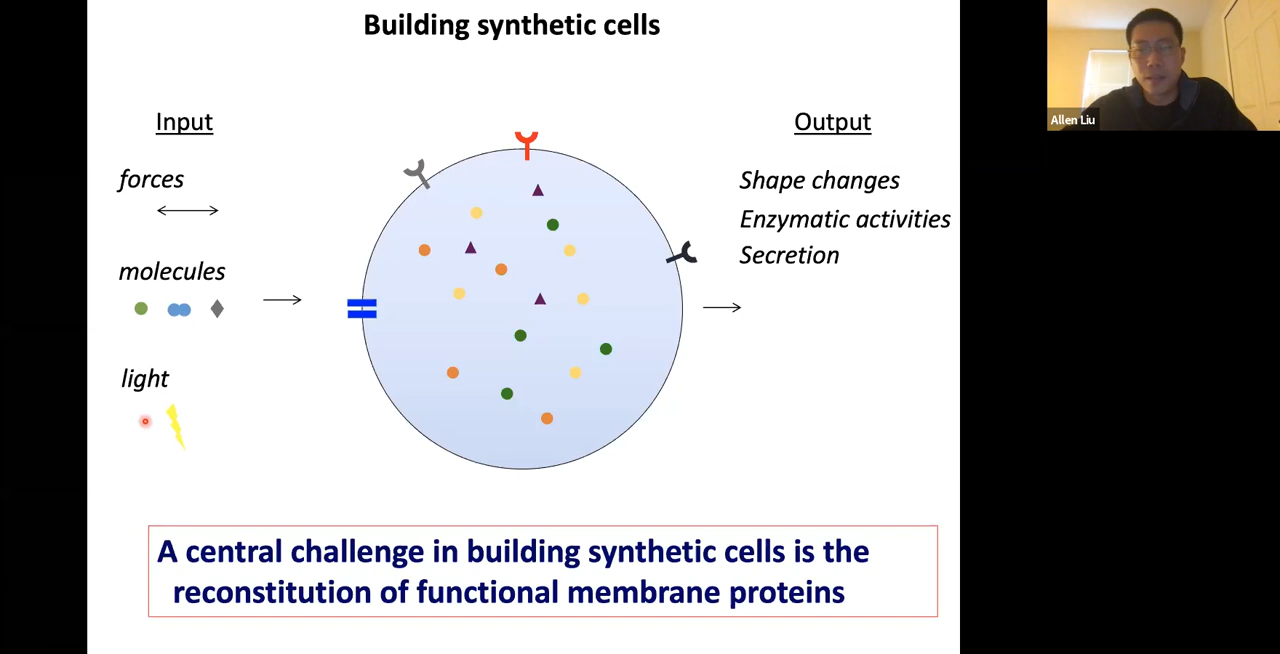 Building synthetic cells
Input
forces
molecules
light
Output
Shape changes
Enzymatic activities
Secretion
A central challenge in building synthetic cells is the
reconstitution of functional membrane proteins
Allen Liu